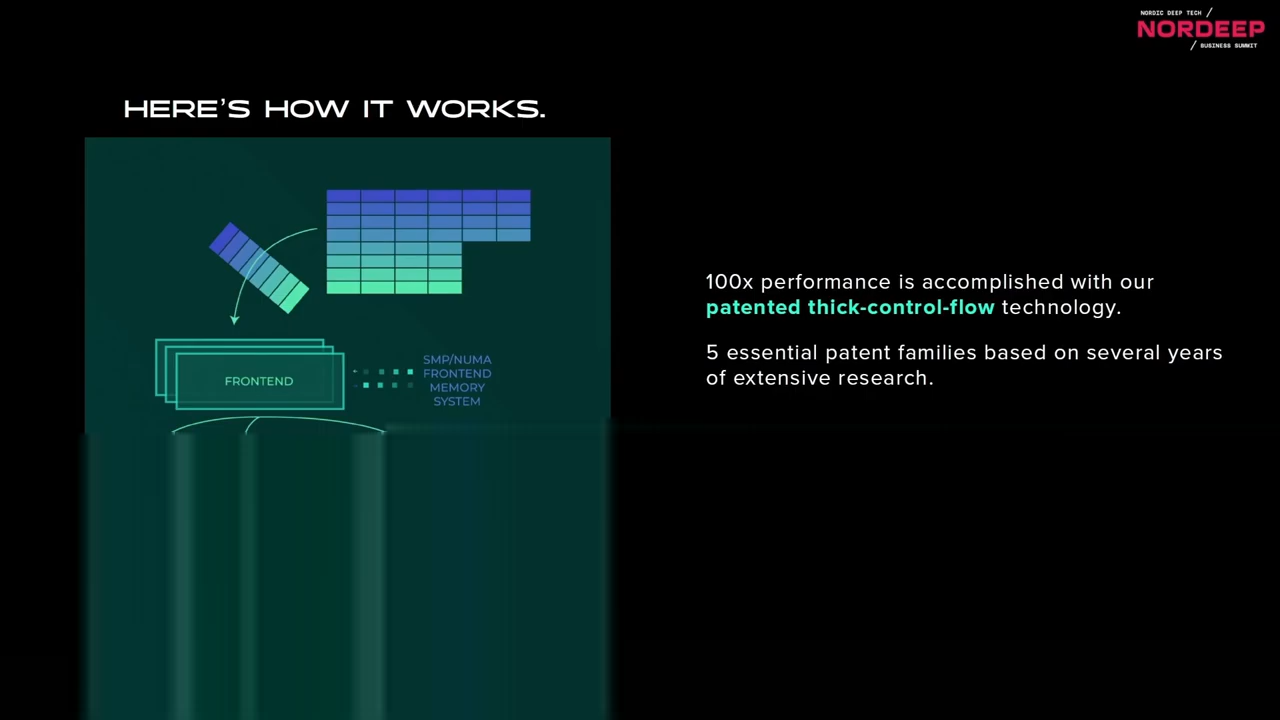 NORDIC DEEP TECH /
NORDEEP
/ BUSINESS SUMMIT
HERE'S HOW IT WORKS.
FRONTEND
SMP/NUMA
FRONTEND
MEMORY
SYSTEM
100x performance is accomplished with our
patented thick-control-flow technology.
5 essential patent families based on several years
of extensive research.